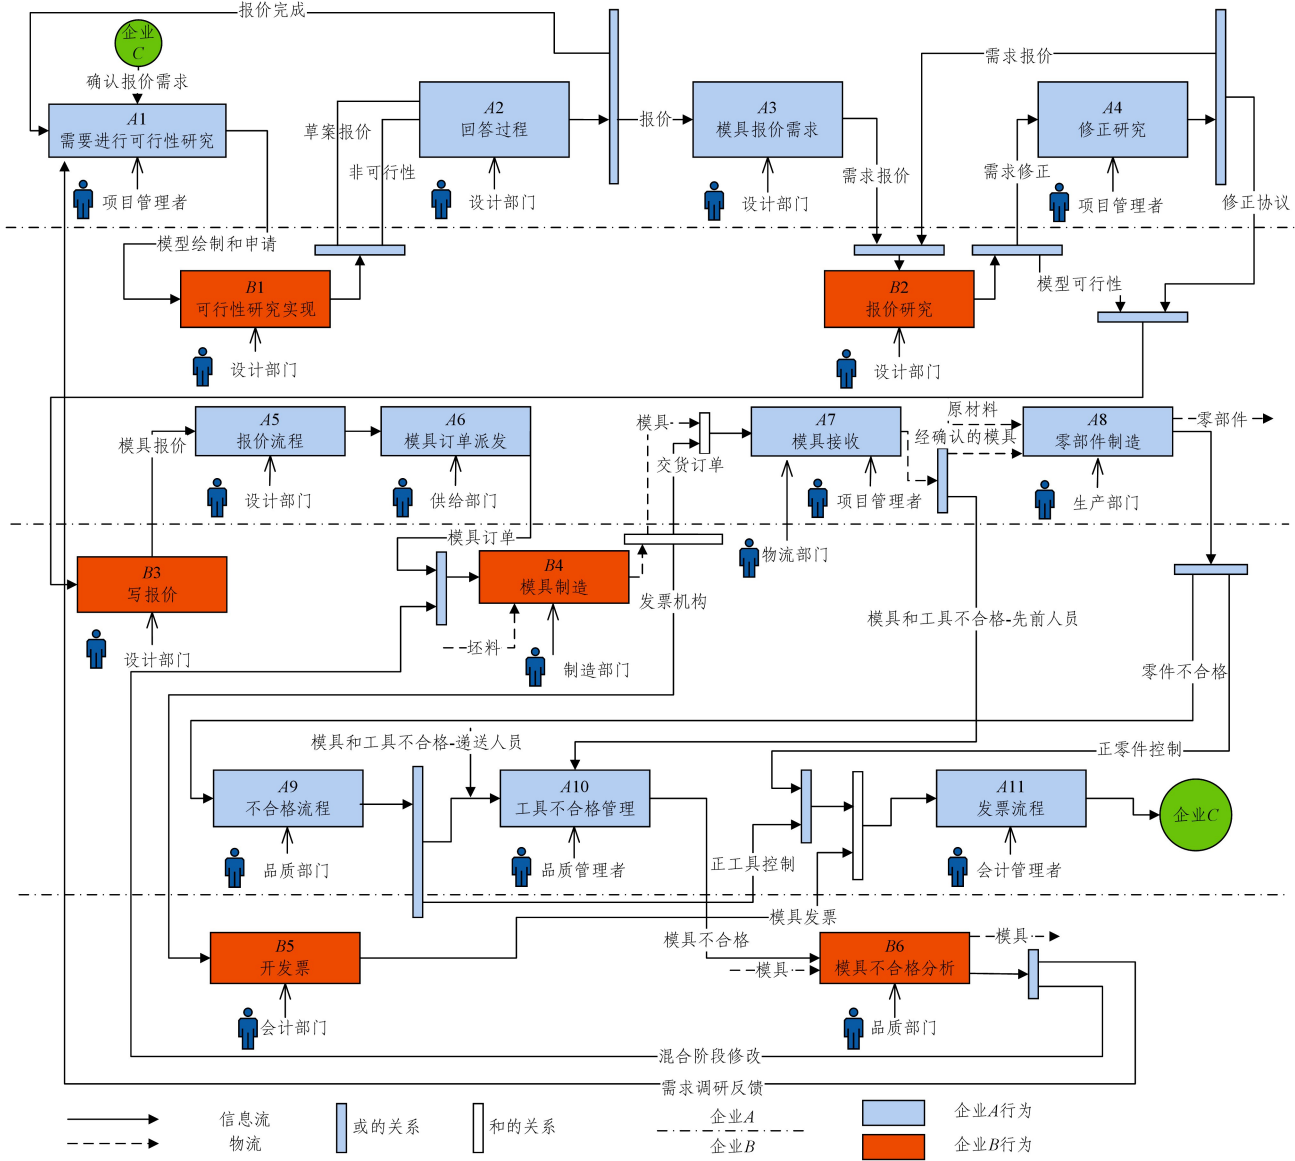 报价完成
企业
C
确认报价需求
需求报价
A1
需要进行可行性研究
草案报价
A2
回答过程
报价
A3
模具报价需求
A4
修正研究
非可行性
需求报价
需求修正
项目管理者
设计部门
设计部门
项目管理者
修正协议
模型绘制和申请
B1
可行性研究实现
B2
报价研究
模型可行性
设计部门
设计部门
模具报价
A5
报价流程
A6
模具订单派发
模具
交货订单
A7
模具接收
原材料
经确认的模具
A8
零部件制造
零部件
设计部门
供给部门
项目管理者
生产部门
模具订单
物流部门
B3
写报价
B4
模具制造
发票机构
模具和工具不合格-先前人员
坯料
设计部门
制造部门
零件不合格
模具和工具不合格-递送人员
正零件控制
A9
不合格流程
A10
工具不合格管理
A11
发票流程
企业C
品质部门
品质管理者
正工具控制
会计管理者
模具发票
B5
开发票
模具不合格
模具
B6
模具不合格分析
模具
会计部门
品质部门
混合阶段修改
需求调研反馈
信息流
物流
或的关系
和的关系
企业A
企业B
企业A行为
企业B行为